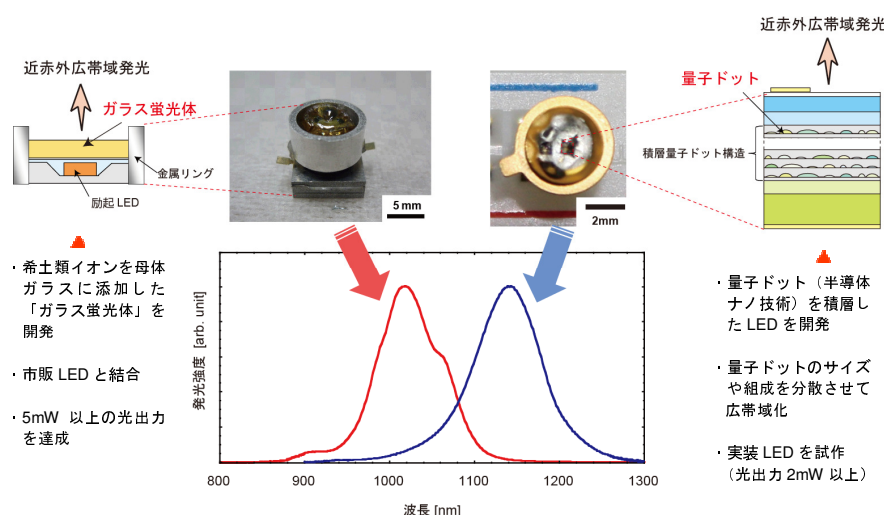 近赤外広帯域発光
ガラス蛍光体
金属リング
励起 LED
5 mm
2mm
近赤外広帯域発光
量子ドット
積層量子ドット構造
・希土類イオンを母体
ガラスに添加した
「ガラス蛍光体」を
開発
・市販 LED と結合
・5mW 以上の光出力
を達成
発光強度 [arb. unit]
800
900
1000
1100
1200
1300
波長 [nm]
・量子ドット（半導体
ナノ技術）を積層し
た LED を開発
・量子ドットのサイズ
や組成を分散させて
広帯域化
・実装 LED を試作
（光出力 2mW 以上）